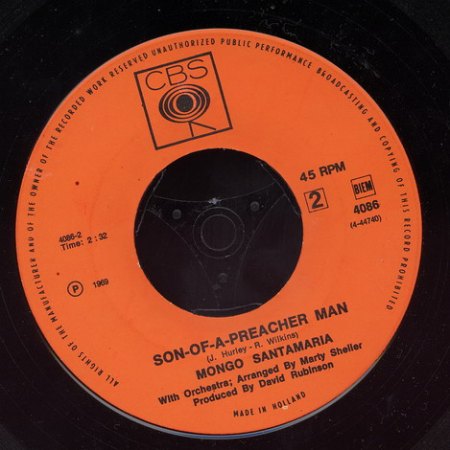 ALL RIGHTS OF THE MANUFACTURER AND OF THE OWNER OF THE RECORDED WORK RESERVED UNAUTHORIZED PUBLIC PERFORMANCE BROADCASTING AND COPYING OF THIS RECORD PROHIBITED
CBS
45 RPM
2
BIEM
4086
(4-44740)
4086-2
Time: 2:32
P 1969
SON-OF-A-PREACHER MAN
(J. Hurley - R. Wilkins)
MONGO SANTAMARIA
With Orchestra; Arranged By Marty Sheller
Produced By David Rubinson
MADE IN HOLLAND